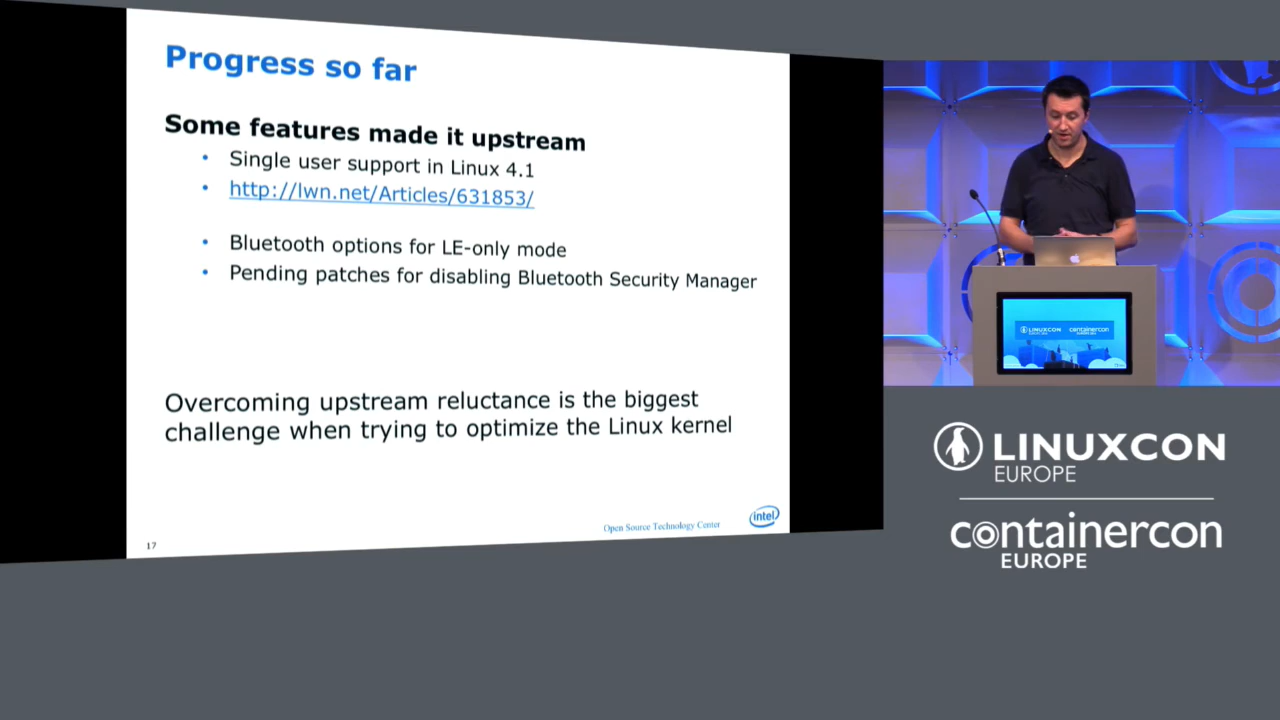 Progress so far
Some features made it upstream
• Single user support in Linux 4.1
• http://lwn.net/Articles/631853/
• Bluetooth options for LE-only mode
• Pending patches for disabling Bluetooth Security Manager
Overcoming upstream reluctance is the biggest
challenge when trying to optimize the Linux kernel
Open Source Technology Center
intel
17
LINUXCON
containercon
LINUXCON
EUROPE
containercon
EUROPE